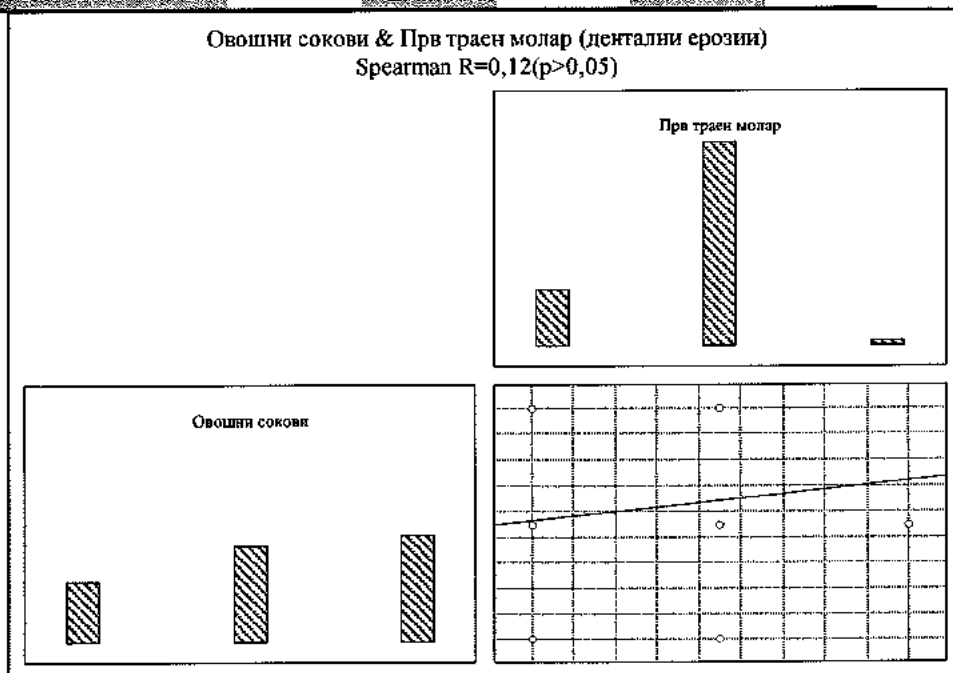 Овошни сокови & Прв траен молар (дентални ерозии)
Spearman R=0,12(p>0,05)
Прв траен молар
Овошни сокови